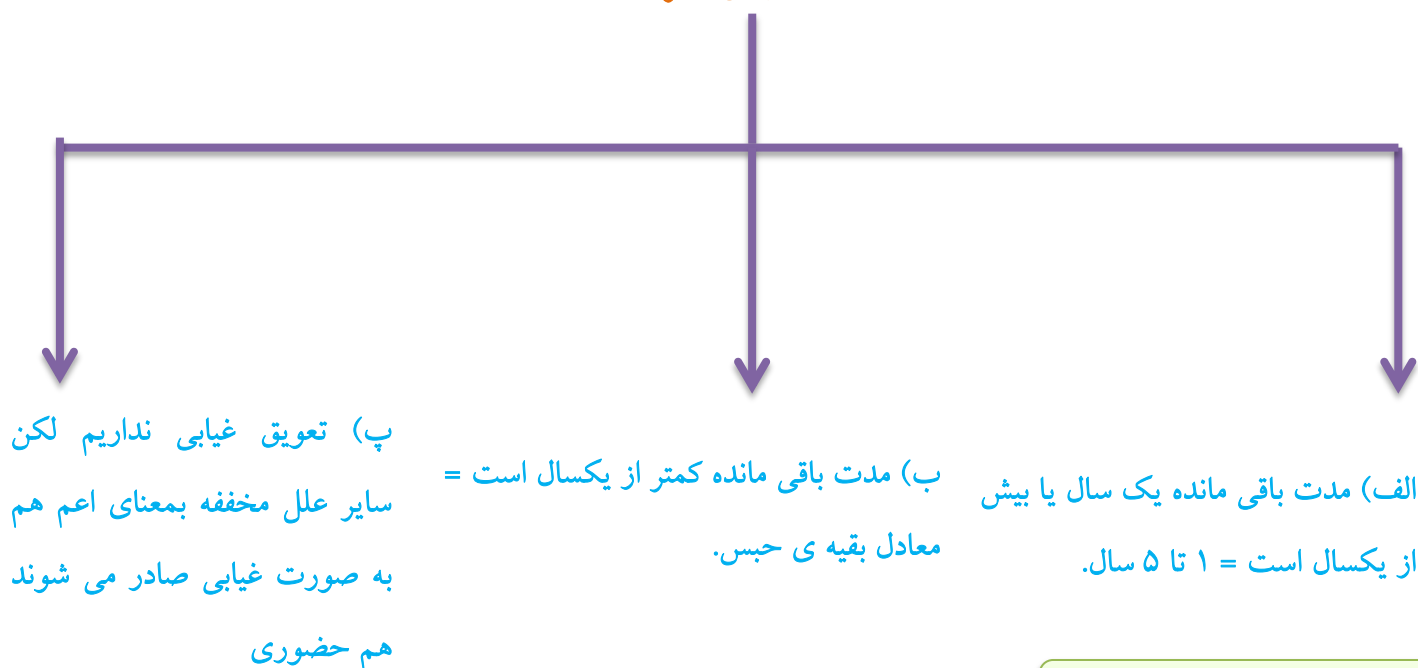 الف) مدت باقی مانده یک سال یا بیش
از یکسال است = ۱ تا ۵ سال.
ب) مدت باقی مانده کمتر از یکسال است =
معادل بقیه ی حبس.
پ) تعویق غیابی نداریم لکن
سایر علل مخففه بمعنای اعم هم
به صورت غیابی صادر می شوند
هم حضوری